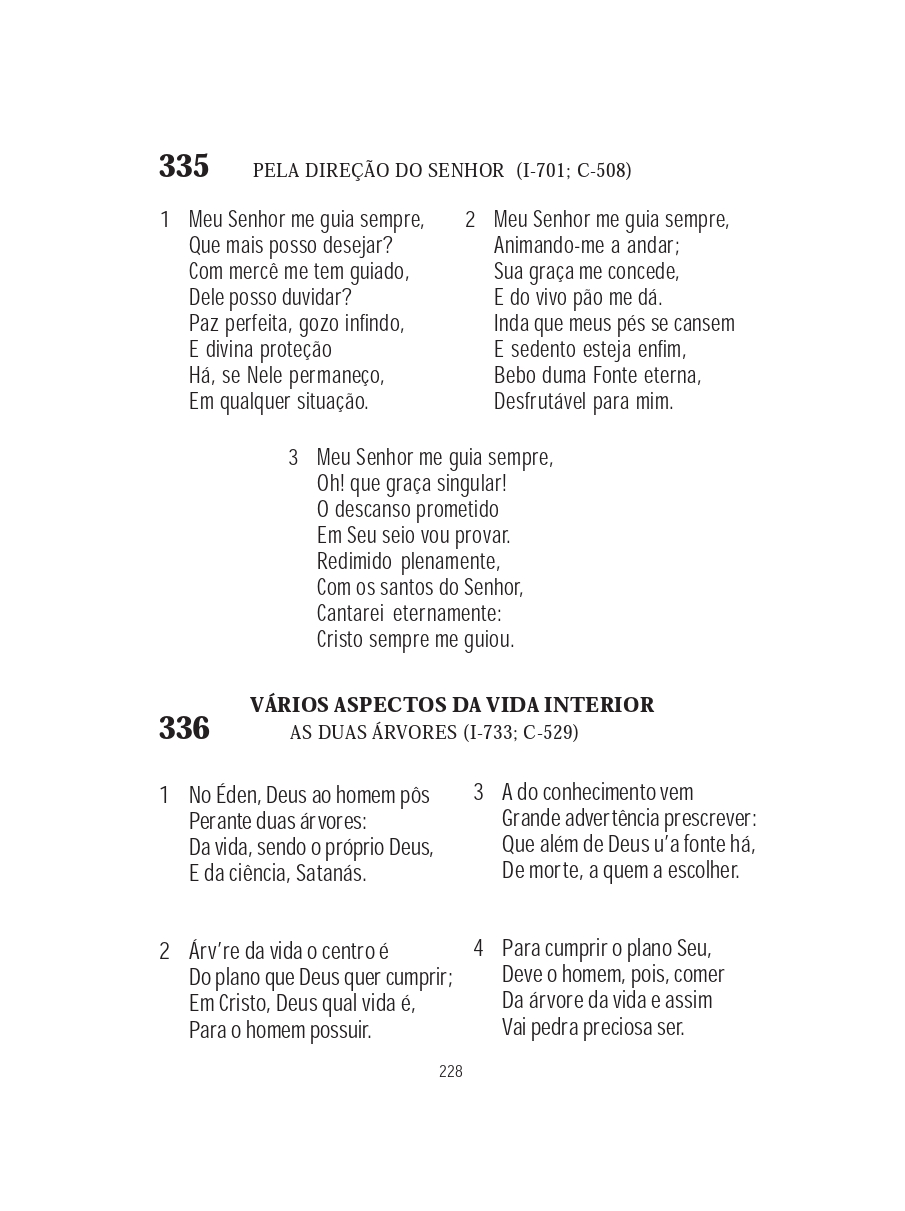 335 PELA DIREÇÃO DO SENHOR (I-701; C-508)
1 Meu Senhor me guia sempre,
Que mais posso desejar?
Com mercê me tem guiado,
Dele posso duvidar?
Paz perfeita, gozo infindo,
E divina proteção
Há, se Nele permaneço,
Em qualquer situação.
2 Meu Senhor me guia sempre,
Animando-me a andar;
Sua graça me concede,
E do vivo pão me dá.
Inda que meus pés se cansem
E sedento esteja enfim,
Bebo duma Fonte eterna,
Desfrutável para mim.
3 Meu Senhor me guia sempre,
Oh! que graça singular!
O descanso prometido
Em Seu seio vou provar.
Redimido plenamente,
Com os santos do Senhor,
Cantarei eternamente:
Cristo sempre me guiou.
VÁRIOS ASPECTOS DA VIDA INTERIOR
336 AS DUAS ÁRVORES (I-733; C-529)
1 No Éden, Deus ao homem pôs
Perante duas árvores:
Da vida, sendo o próprio Deus,
E da ciência, Satanás.
2 Árv’re da vida o centro é
Do plano que Deus quer cumprir;
Em Cristo, Deus qual vida é,
Para o homem possuir.
3 A do conhecimento vem
Grande advertência prescrever:
Que além de Deus u’a fonte há,
De morte, a quem a escolher.
4 Para cumprir o plano Seu,
Deve o homem, pois, comer
Da árvore da vida e assim
Vai pedra preciosa ser.
228